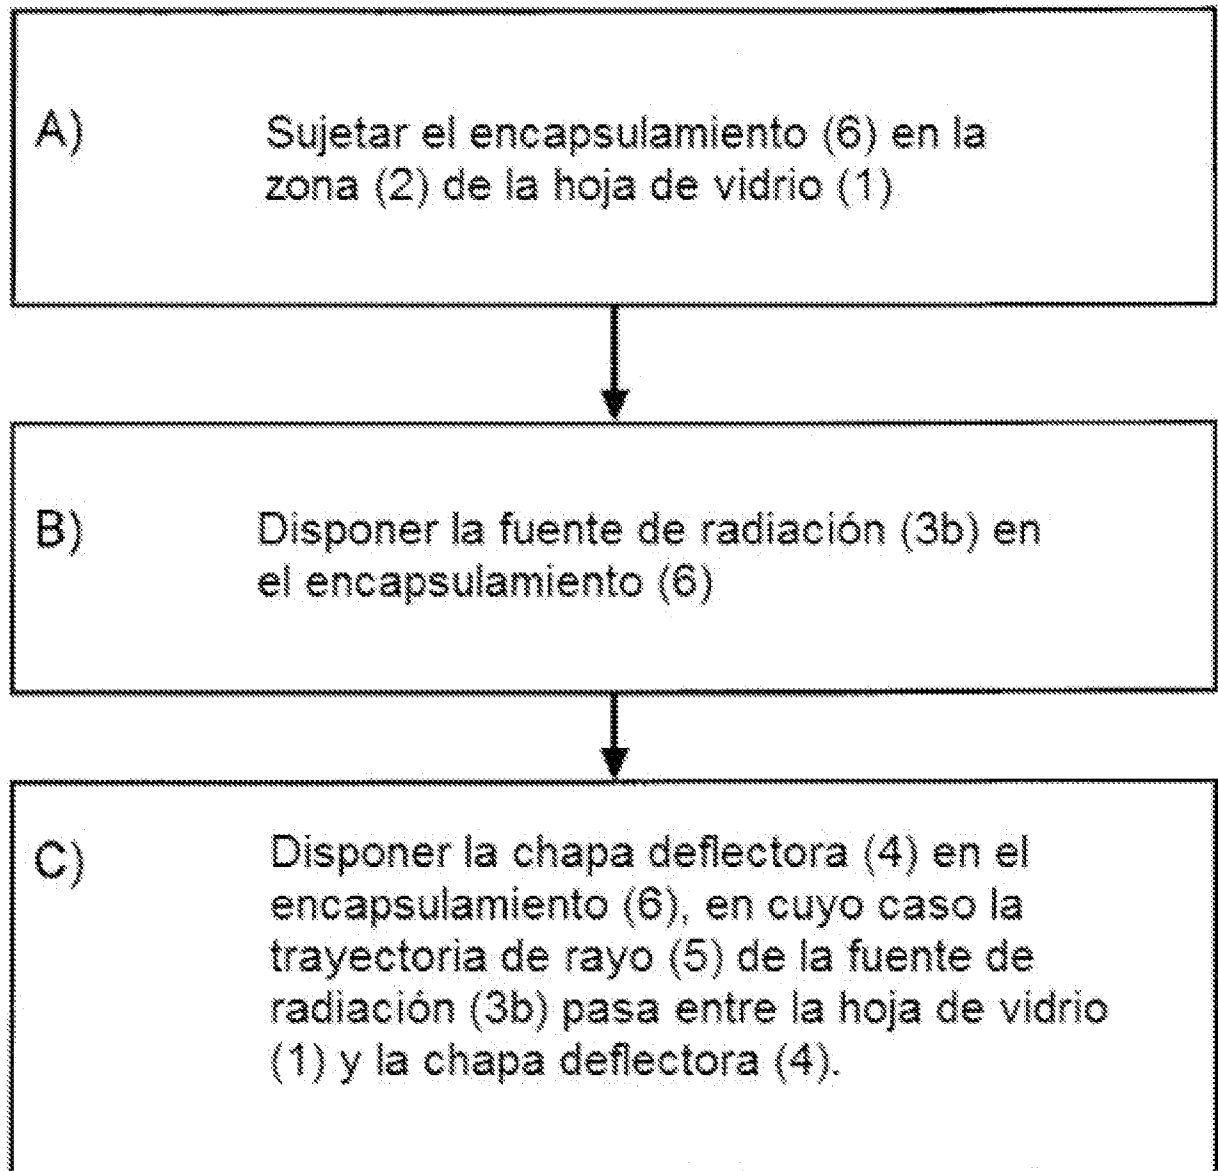 A) Sujetar el encapsulamiento (6) en la
zona (2) de la hoja de vidrio (1)
B) Disponer la fuente de radiación (3b) en
el encapsulamiento (6)
C) Disponer la chapa deflectora (4) en el
encapsulamiento (6), en cuyo caso la
trayectoria de rayo (5) de la fuente de
radiación (3b) pasa entre la hoja de vidrio
(1) y la chapa deflectora (4).